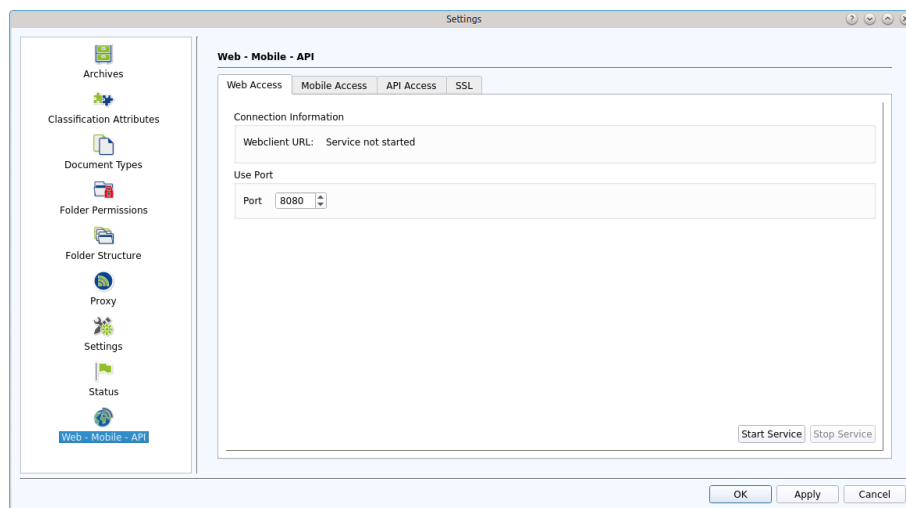 Settings
Archives
Classification Attributes
Document Types
Folder Permissions
Folder Structure
Proxy
Settings
Status
Web - Mobile - API
Web - Mobile - API
Web Access Mobile Access API Access SSL
Connection Information
Webclient URL: Service not started
Use Port
Port 8080
Start Service Stop Service
OK Apply Cancel